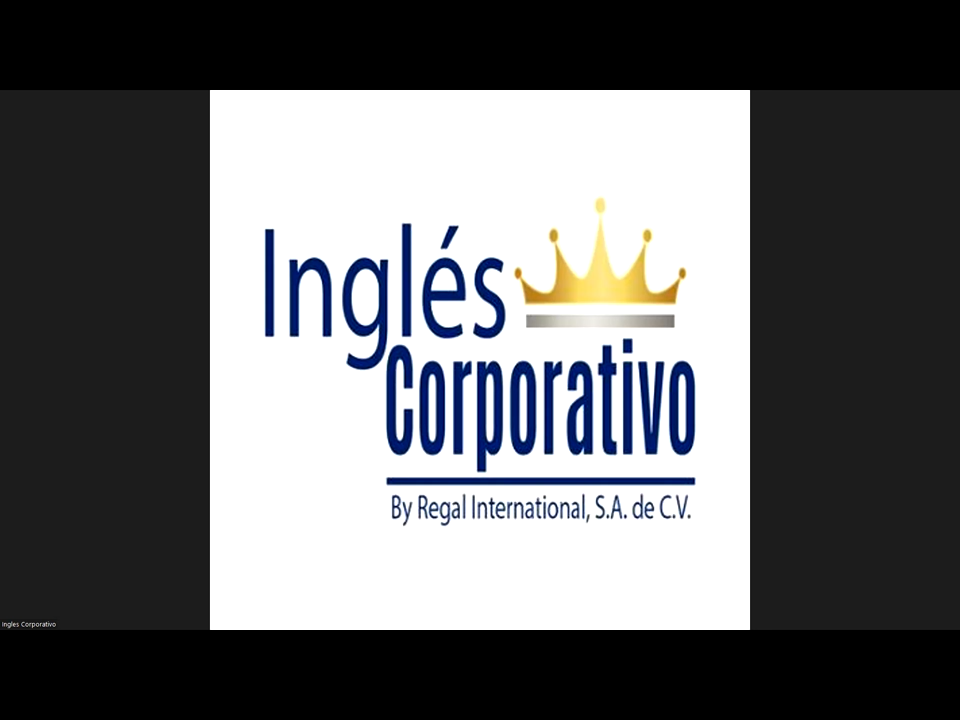 Inglés
Corporativo
By Regal International, S.A. de C.V.
Ingles Corporativo